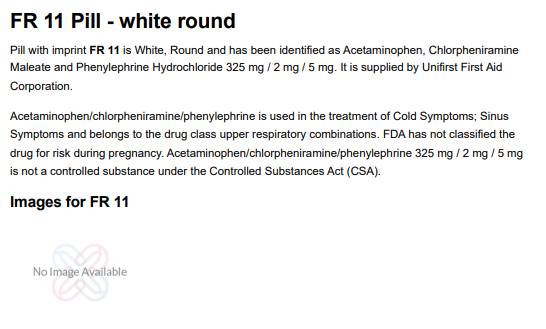 FR 11 Pill - white round
Pill with imprint FR 11 is White, Round and has been identified as Acetaminophen, Chlorpheniramine
Maleate and Phenylephrine Hydrochloride 325 mg / 2 mg / 5 mg. It is supplied by Unifirst First Aid
Corporation.
Acetaminophen/chlorpheniramine/phenylephrine is used in the treatment of Cold Symptoms; Sinus
Symptoms and belongs to the drug class upper respiratory combinations. FDA has not classified the
drug for risk during pregnancy. Acetaminophen/chlorpheniramine/phenylephrine 325 mg / 2 mg / 5 mg
is not a controlled substance under the Controlled Substances Act (CSA).
Images for FR 11
No Image Available